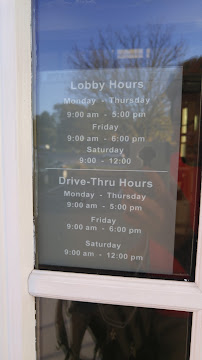 Lobby Hours
Monday - Thursday
9:00 am - 5:00 pm
Friday
9:00 am - 6:00 pm
Saturday
9:00 - 12:00
Drive-Thru Hours
Monday - Thursday
9:00 am - 5:00 pm
Friday
9:00 am - 6:00 pm
Saturday
9:00 am - 12:00 pm